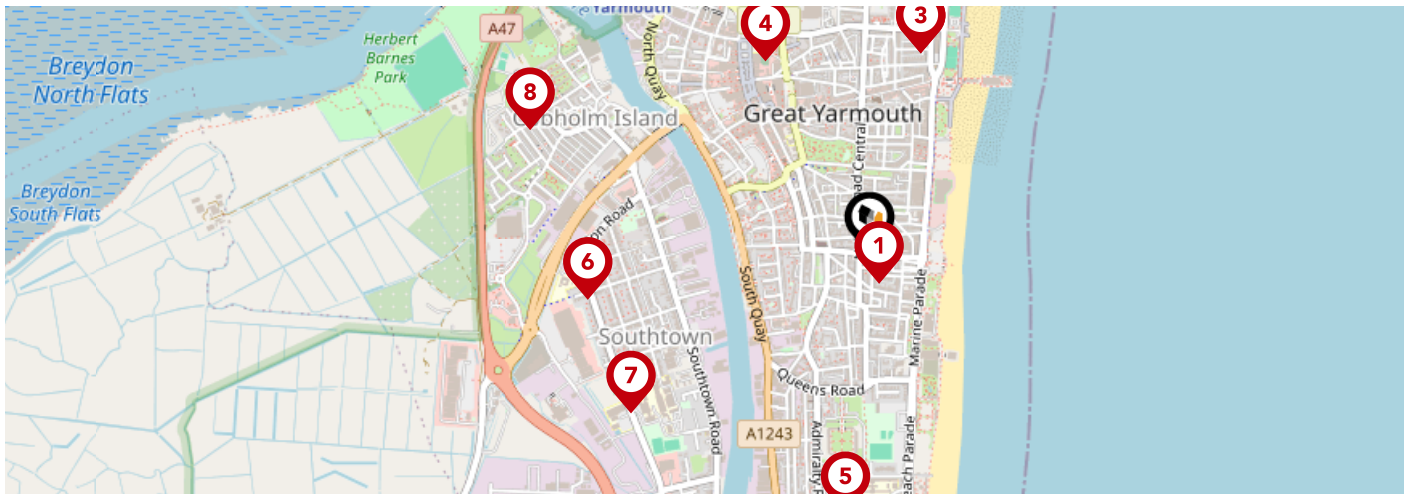 Yarmouth
A47
4
3
Herbert
Barnes
Park
North Quay
Breydon
North Flats
8
Great Yarmouth
Central
Breydon
South Flats
Road
1
6
South Quay
Marine Parade
Southtown
7
Southtown Road
Queens Road
A1243
Admiralty
Parade
5